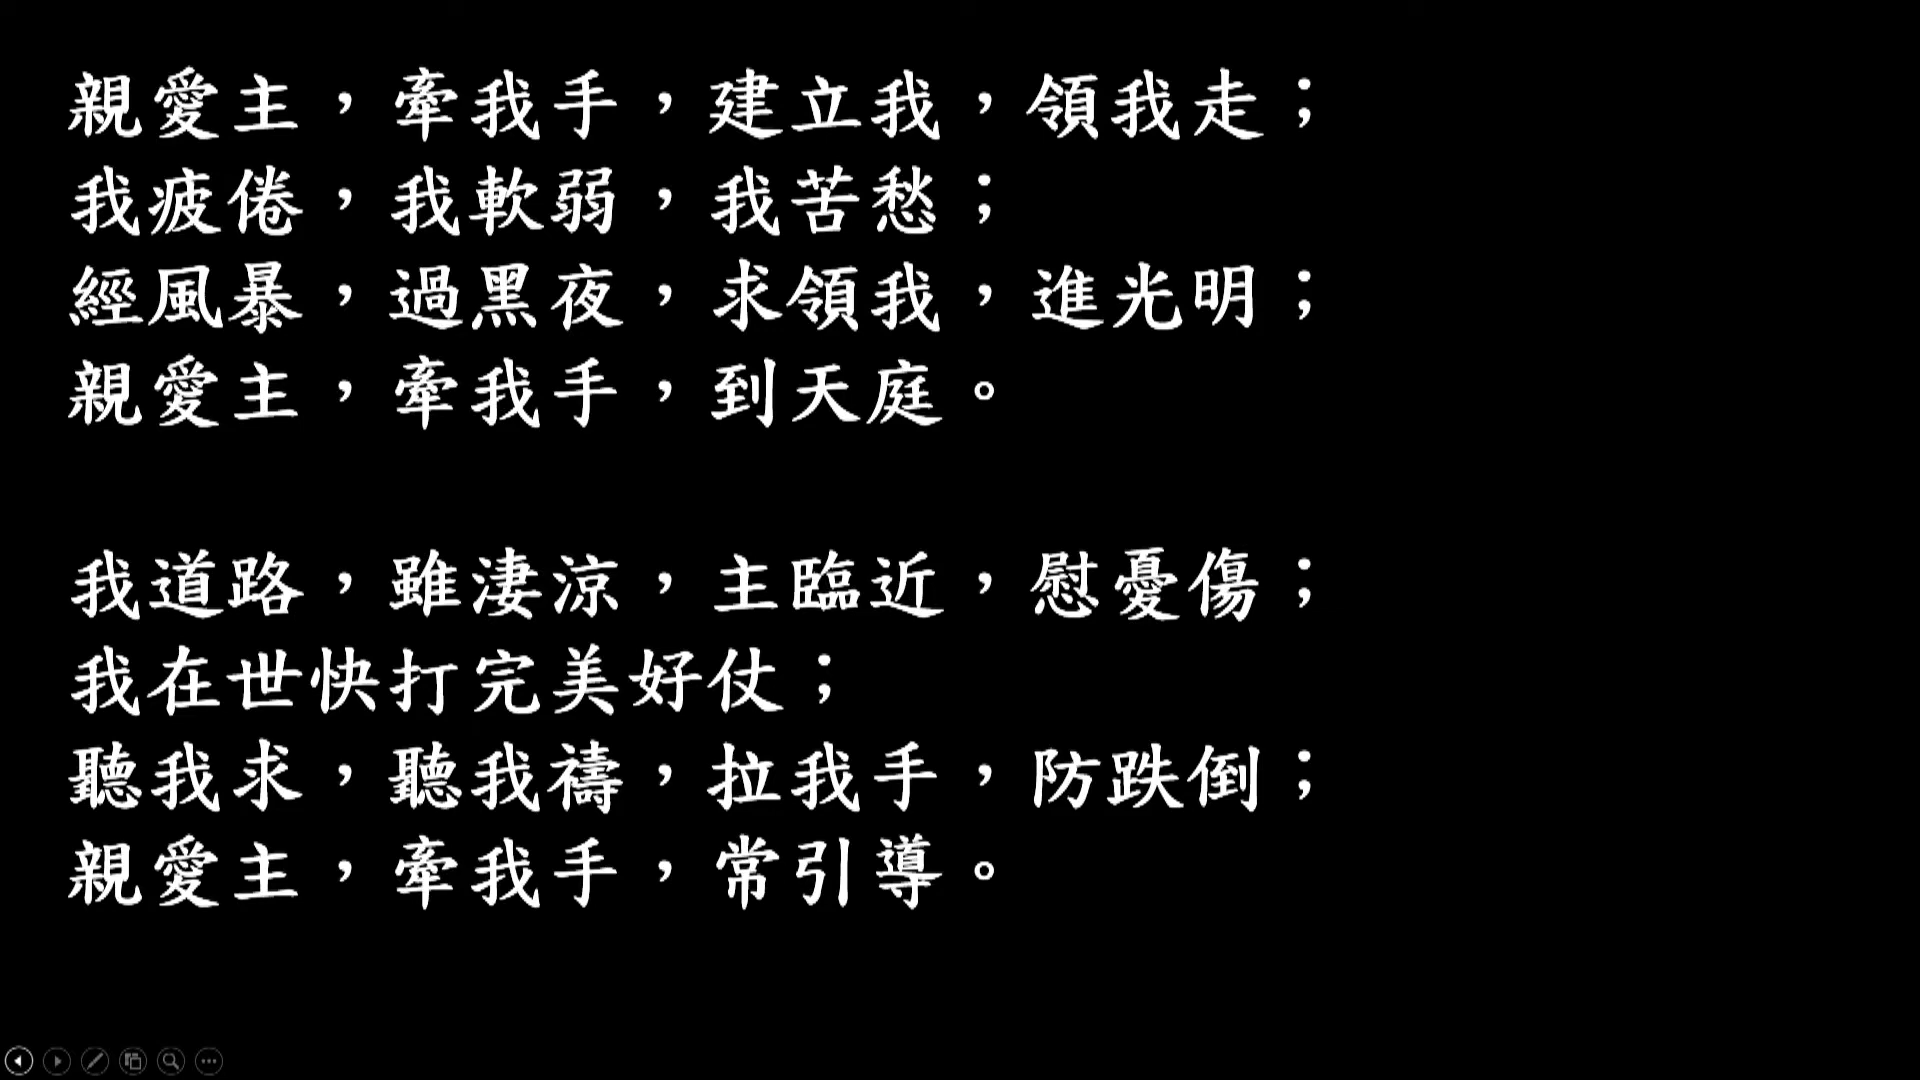 親愛主，牽我手，建立我，領我走；
我疲倦，我軟弱，我苦愁；
經風暴，過黑夜，求領我，進光明；
親愛主，牽我手，到天庭。
我道路，雖淒涼，主臨近，慰憂傷；
我在世快打完美好仗；
聽我求，聽我禱，拉我手，防跌倒；
親愛主，牽我手，常引導。